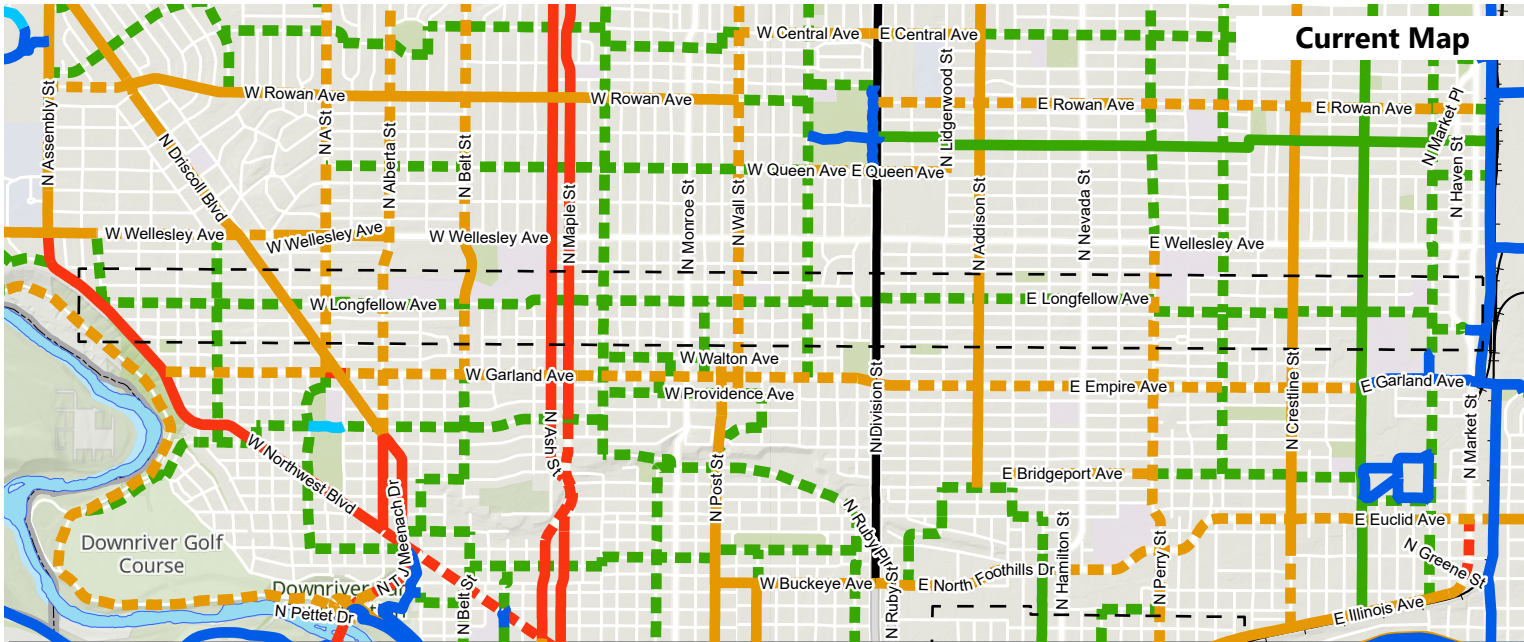 Current Map
W Central Ave
E Central Ave
W Rowan Ave
W Rowan Ave
E Rowan Ave
E Rowan Ave
N Assembly St
N Driscoll Blvd
N A St
N Alberta St
N Belt St
N Maple St
N Monroe St
N Wall St
N Lidgerwood St
N Addison St
N Nevada St
N Market Pl
N Haven St
W Queen Ave
E Queen Ave
W Wellesley Ave
W Wellesley Ave
W Wellesley Ave
E Wellesley Ave
W Longfellow Ave
E Longfellow Ave
W Walton Ave
W Garland Ave
W Providence Ave
E Empire Ave
E Garland Ave
N Division St
N Crestline St
N Market St
N Ash St
W Northwest Blvd
N Post St
E Bridgeport Ave
N T J Meenach Dr
N Ruby Pl
N Ruby St
N Hamilton St
N Perry St
E Euclid Ave
N Greene St
Downriver Golf
Course
W Buckeye Ave
E North Foothills Dr
N Belt St
N Pettet Dr
E Illinois Ave